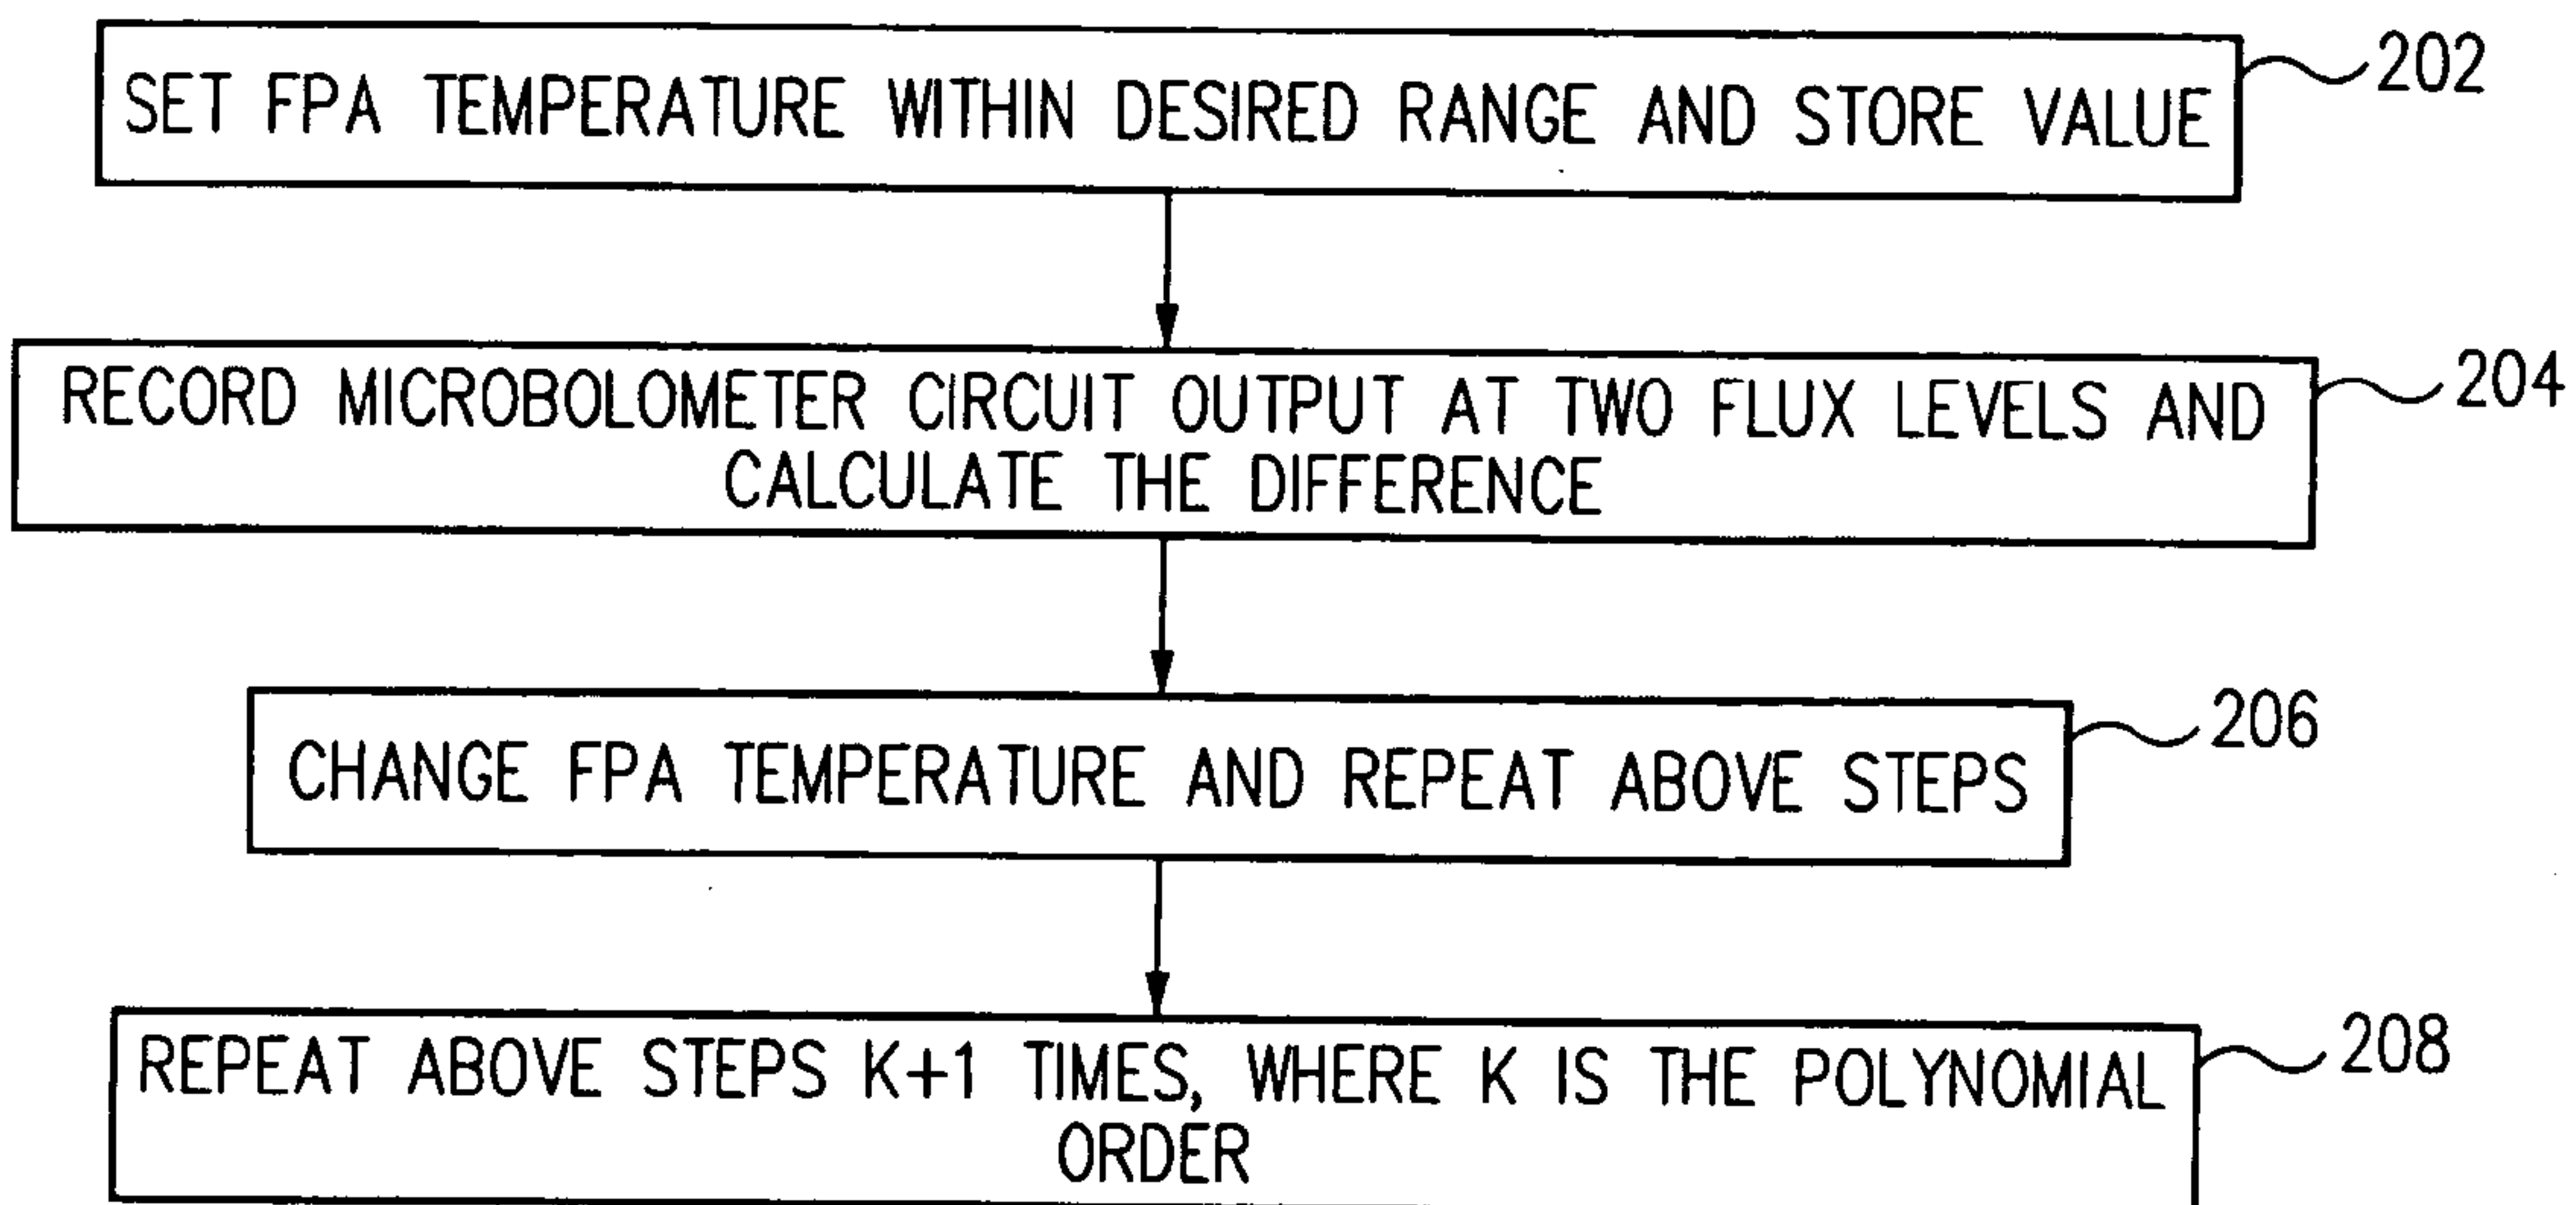 SET FPA TEMPERATURE WITHIN DESIRED RANGE AND STORE VALUE
202
RECORD MICROBOLOMETER CIRCUIT OUTPUT AT TWO FLUX LEVELS AND
CALCULATE THE DIFFERENCE
204
CHANGE FPA TEMPERATURE AND REPEAT ABOVE STEPS
206
REPEAT ABOVE STEPS K+1 TIMES, WHERE K IS THE POLYNOMIAL
ORDER
208